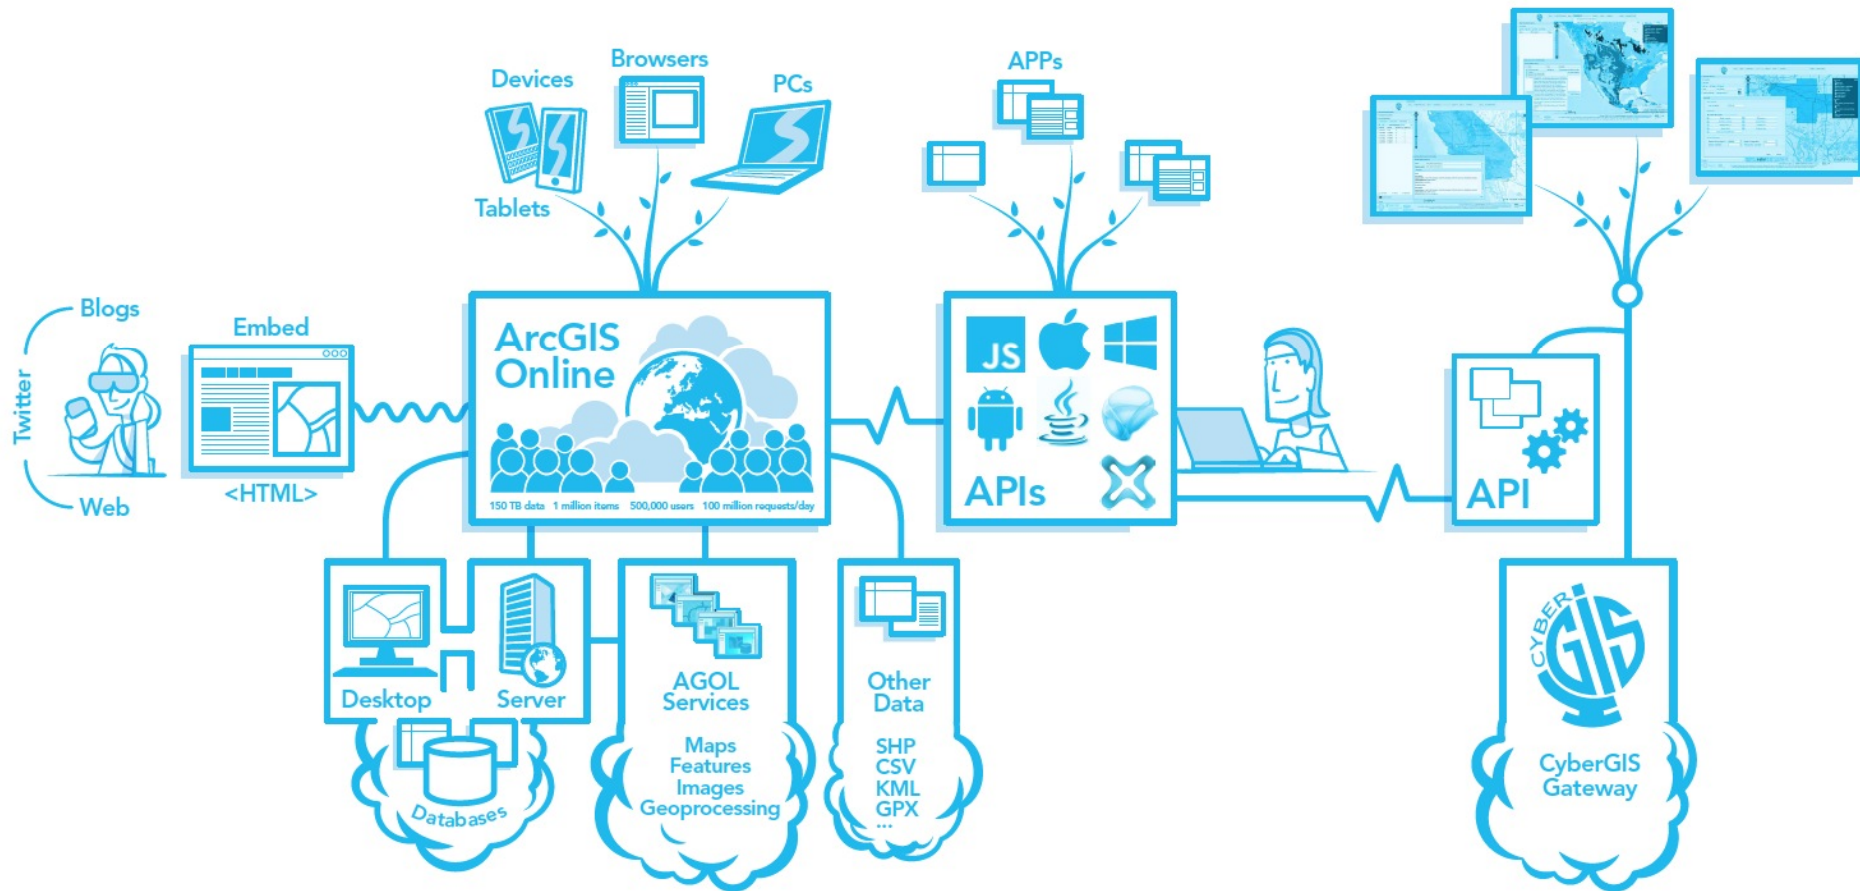 Devices
Browsers
PCs
Tablets
APPs
Blogs
Twitter
Web
Embed
<HTML>
ArcGIS
Online
150 TB data 1 million items 500,000 users 100 million requests/day
JS
APIs
API
Desktop
Server
Databases
AGOL
Services
Maps
Features
Images
Geoprocessing
Other
Data
SHP
CSV
KML
GPX
...
CYBER
GIS
CyberGIS
Gateway